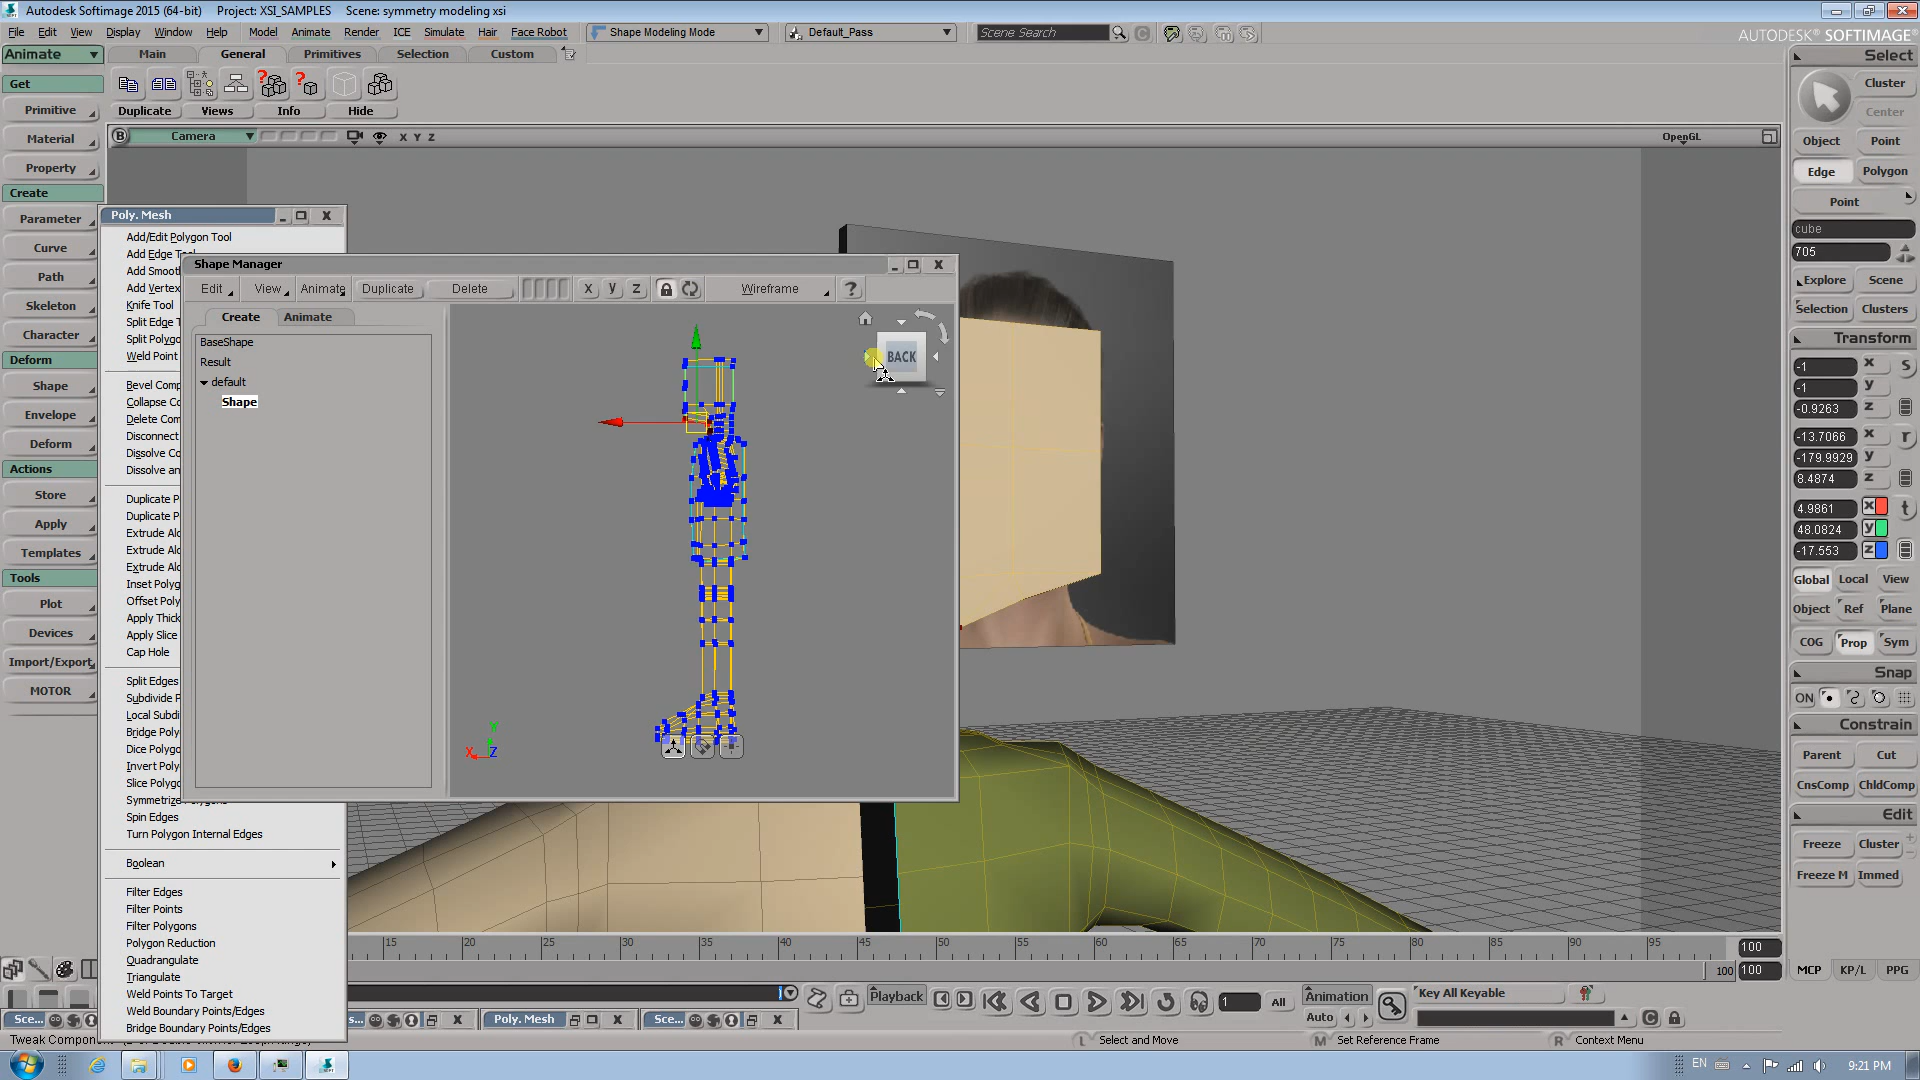 Autodesk Softimage 2015 (64-bit) Project: XSI_SAMPLES Scene: symmetry modeling xsi
File Edit View Display Window Help Model Animate Render ICE Simulate Hair Face Robot Shape Modeling Mode Default_Pass Scene Search AUTODESK® SOFTIMAGE®
Animate Main General Primitives Selection Custom Select
Get
Primitive
Material
Property
Create
Parameter
Curve
Path
Skeleton
Character
Deform
Shape
Envelope
Deform
Actions
Store
Apply
Templates
Tools
Plot
Devices
Import/Export
MOTOR
Duplicate Views Info Hide
B Camera X Y Z OpenGL
Poly. Mesh
Add/Edit Polygon Tool
Add Edge
Add
Add Vertex
Knife Tool
Split Edge T
Split Polygo
Weld Point
Bevel Comp
Collapse Co
Delete Com
Disconnect
Dissolve Co
Dissolve an
Duplicate P
Duplicate P
Extrude Alo
Extrude Alo
Extrude Alo
Inset Polyg
Offset Poly
Apply Thick
Apply Slice
Cap Hole
Split Edges
Subdivide P
Local Subdi
Bridge Polyg
Dice Polygo
Invert Polyg
Slice Polygo
Symmetrize Polygons
Spin Edges
Turn Polygon Internal Edges
Boolean
Filter Edges
Filter Points
Filter Polygons
Polygon Reduction
Quadrangulate
Triangulate
Weld Points To Target
Weld Boundary Points/Edges
Bridge Boundary Points/Edges
Shape Manager
Edit View Animate Duplicate Delete X y z Wireframe ?
Create Animate
BaseShape
Result
default
Shape
BACK
Y
X Z
Cluster
Center
Object Point
Edge Polygon
Point
cube
705
Explore Scene
Selection Clusters
Transform
-1 x s
-1 y
-0.9263 z
-13.7066 x r
-179.9929 y
8.4874 z
4.9861 x t
48.0824 y
-17.553 z
Global Local View
Object Ref Plane
COG Prop Sym
Snap
ON
Constrain
Parent Cut
CnsComp ChldComp
Edit
Freeze Cluster
Freeze M Immed
15 20 25 30 35 40 45 50 55 60 65 70 75 80 85 90 95 100
100 100
MCP KP/L PPG
Playback 1 All Animation Key All Keyable
Auto
Sce... s... Poly. Mesh Sce...
Tweak Compon L Select and Move M Set Reference Frame R Context Menu
EN 9:21 PM